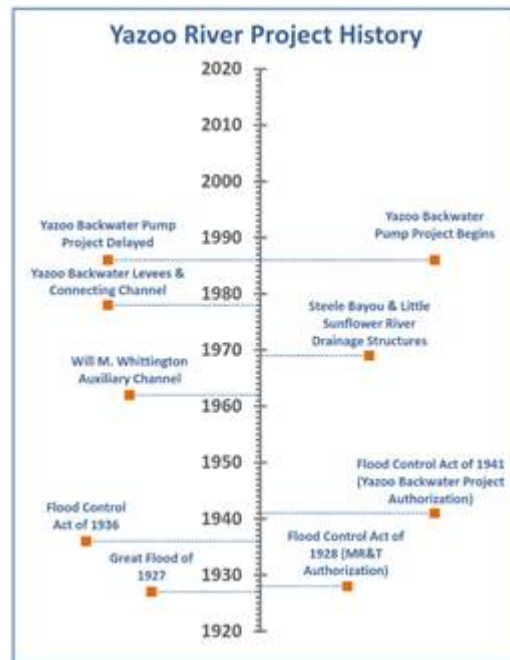 Yazoo River Project History
2020
2010
2000
Yazoo Backwater Pump
Project Delayed
Yazoo Backwater
Pump Project Begins
1990
Yazoo Backwater Levees &
Connecting Channel
1980
Steele Bayou & Little
Sunflower River
Drainage Structures
1970
Will M. Whittington
Auxiliary Channel
1960
1950
Flood Control Act of 1941
(Yazoo Backwater Project
Authorization)
1940
Flood Control
Act of 1936
Flood Control Act of
1928 (MR&T
Authorization)
Great Flood of
1927
1930
1920